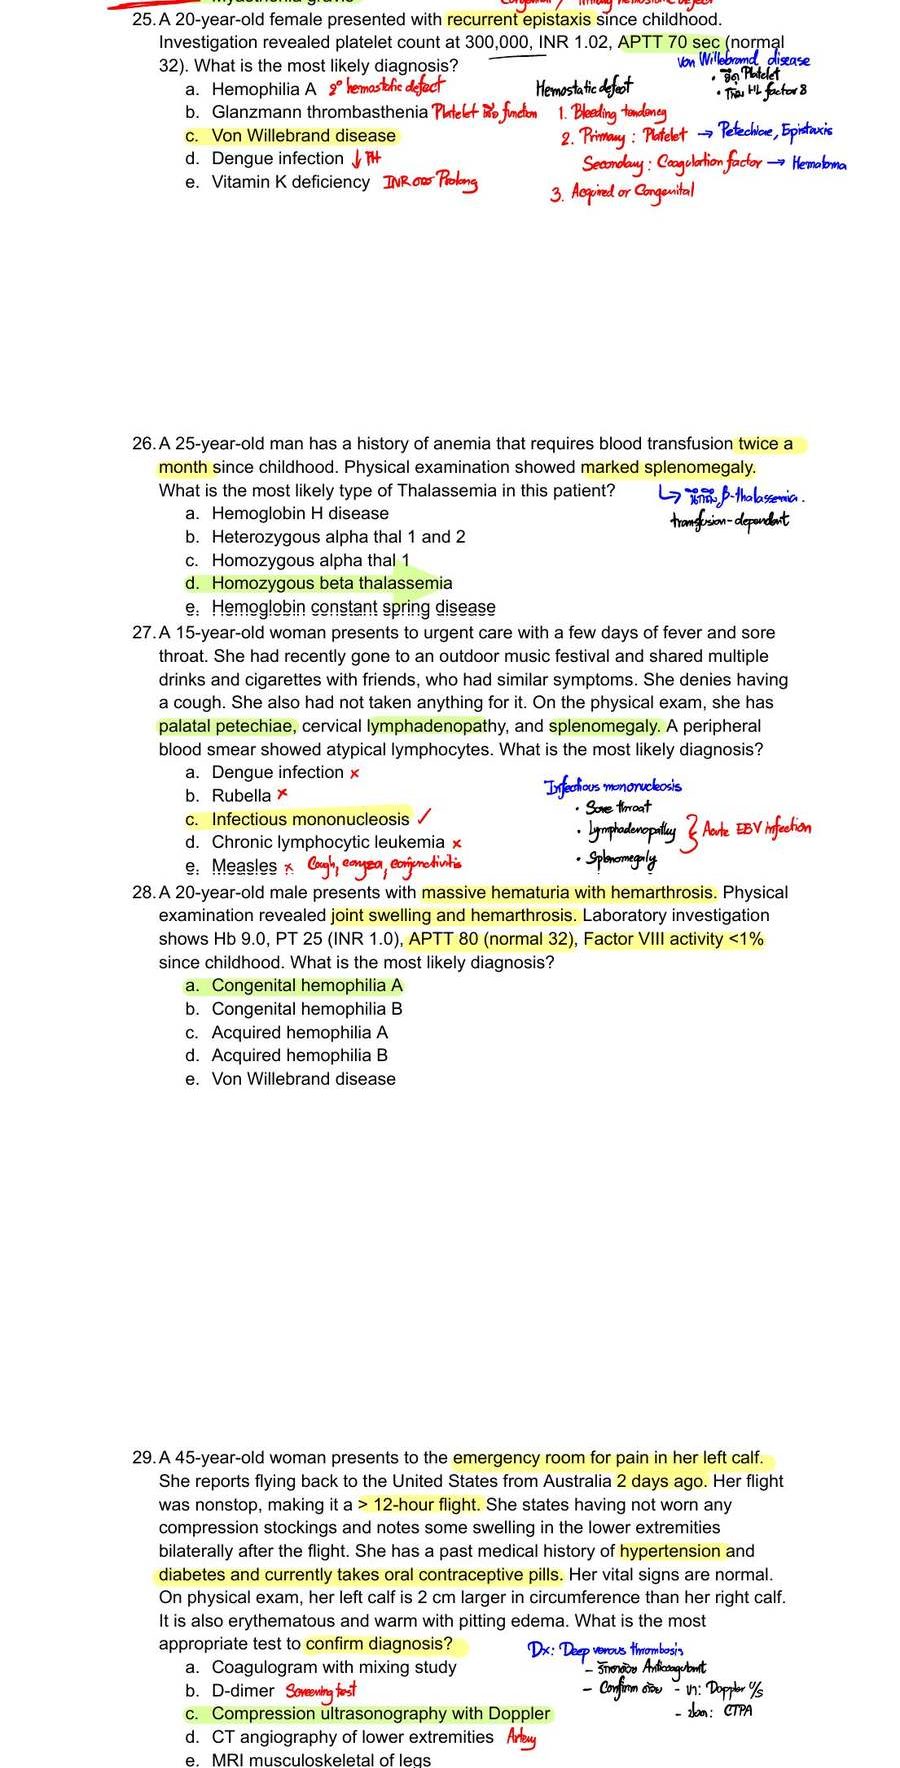 25. A 20-year-old female presented with recurrent epistaxis since childhood.
Investigation revealed platelet count at 300,000, INR 1.02, APTT 70 sec (normal
32). What is the most likely diagnosis?
Von Willebrand disease
a. Hemophilia A 2° hemostatic defect
Hemostatic defect
b. Glanzmann thrombasthenia Platelet function
1. Bleeding tendency
c. Von Willebrand disease
2. Primary : Platelet → Petechiae, Epistaxis
d. Dengue infection ↓ Plt
Secondary : Coagulation factor → Hematoma
e. Vitamin K deficiency INR Prolong
3. Acquired or Congenital
26. A 25-year-old man has a history of anemia that requires blood transfusion twice a
month since childhood. Physical examination showed marked splenomegaly.
What is the most likely type of Thalassemia in this patient?
β-thalassemia.
transfusion-dependent
a. Hemoglobin H disease
b. Heterozygous alpha thal 1 and 2
c. Homozygous alpha thal 1
d. Homozygous beta thalassemia
e. Hemoglobin constant spring disease
27. A 15-year-old woman presents to urgent care with a few days of fever and sore
throat. She had recently gone to an outdoor music festival and shared multiple
drinks and cigarettes with friends, who had similar symptoms. She denies having
a cough. She also had not taken anything for it. On the physical exam, she has
palatal petechiae, cervical lymphadenopathy, and splenomegaly. A peripheral
blood smear showed atypical lymphocytes. What is the most likely diagnosis?
a. Dengue infection x
b. Rubella x
Infectious mononucleosis
c. Infectious mononucleosis ✓
• Sore throat
d. Chronic lymphocytic leukemia x
• Lymphadenopathy } Acute EBV infection
e. Measles x Cough, coryza, conjunctivitis
• Splenomegaly
28. A 20-year-old male presents with massive hematuria with hemarthrosis. Physical
examination revealed joint swelling and hemarthrosis. Laboratory investigation
shows Hb 9.0, PT 25 (INR 1.0), APTT 80 (normal 32), Factor VIII activity <1%
since childhood. What is the most likely diagnosis?
a. Congenital hemophilia A
b. Congenital hemophilia B
c. Acquired hemophilia A
d. Acquired hemophilia B
e. Von Willebrand disease
29. A 45-year-old woman presents to the emergency room for pain in her left calf.
She reports flying back to the United States from Australia 2 days ago. Her flight
was nonstop, making it a > 12-hour flight. She states having not worn any
compression stockings and notes some swelling in the lower extremities
bilaterally after the flight. She has a past medical history of hypertension and
diabetes and currently takes oral contraceptive pills. Her vital signs are normal.
On physical exam, her left calf is 2 cm larger in circumference than her right calf.
It is also erythematous and warm with pitting edema. What is the most
appropriate test to confirm diagnosis?
Dx: Deep venous thrombosis
a. Coagulogram with mixing study
- รักษาด้วย Anticoagulant
b. D-dimer Screening test
- Confirm ด้วย - ขา: Doppler U/S
c. Compression ultrasonography with Doppler
- ปอด: CTPA
d. CT angiography of lower extremities Artery
e. MRI musculoskeletal of legs